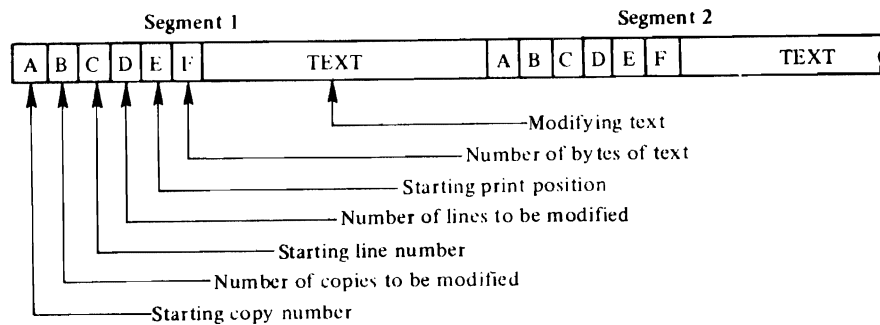 Segment 1 Segment 2
A B C D E F TEXT A B C D E F TEXT
Modifying text
Number of bytes of text
Starting print position
Number of lines to be modified
Starting line number
Number of copies to be modified
Starting copy number